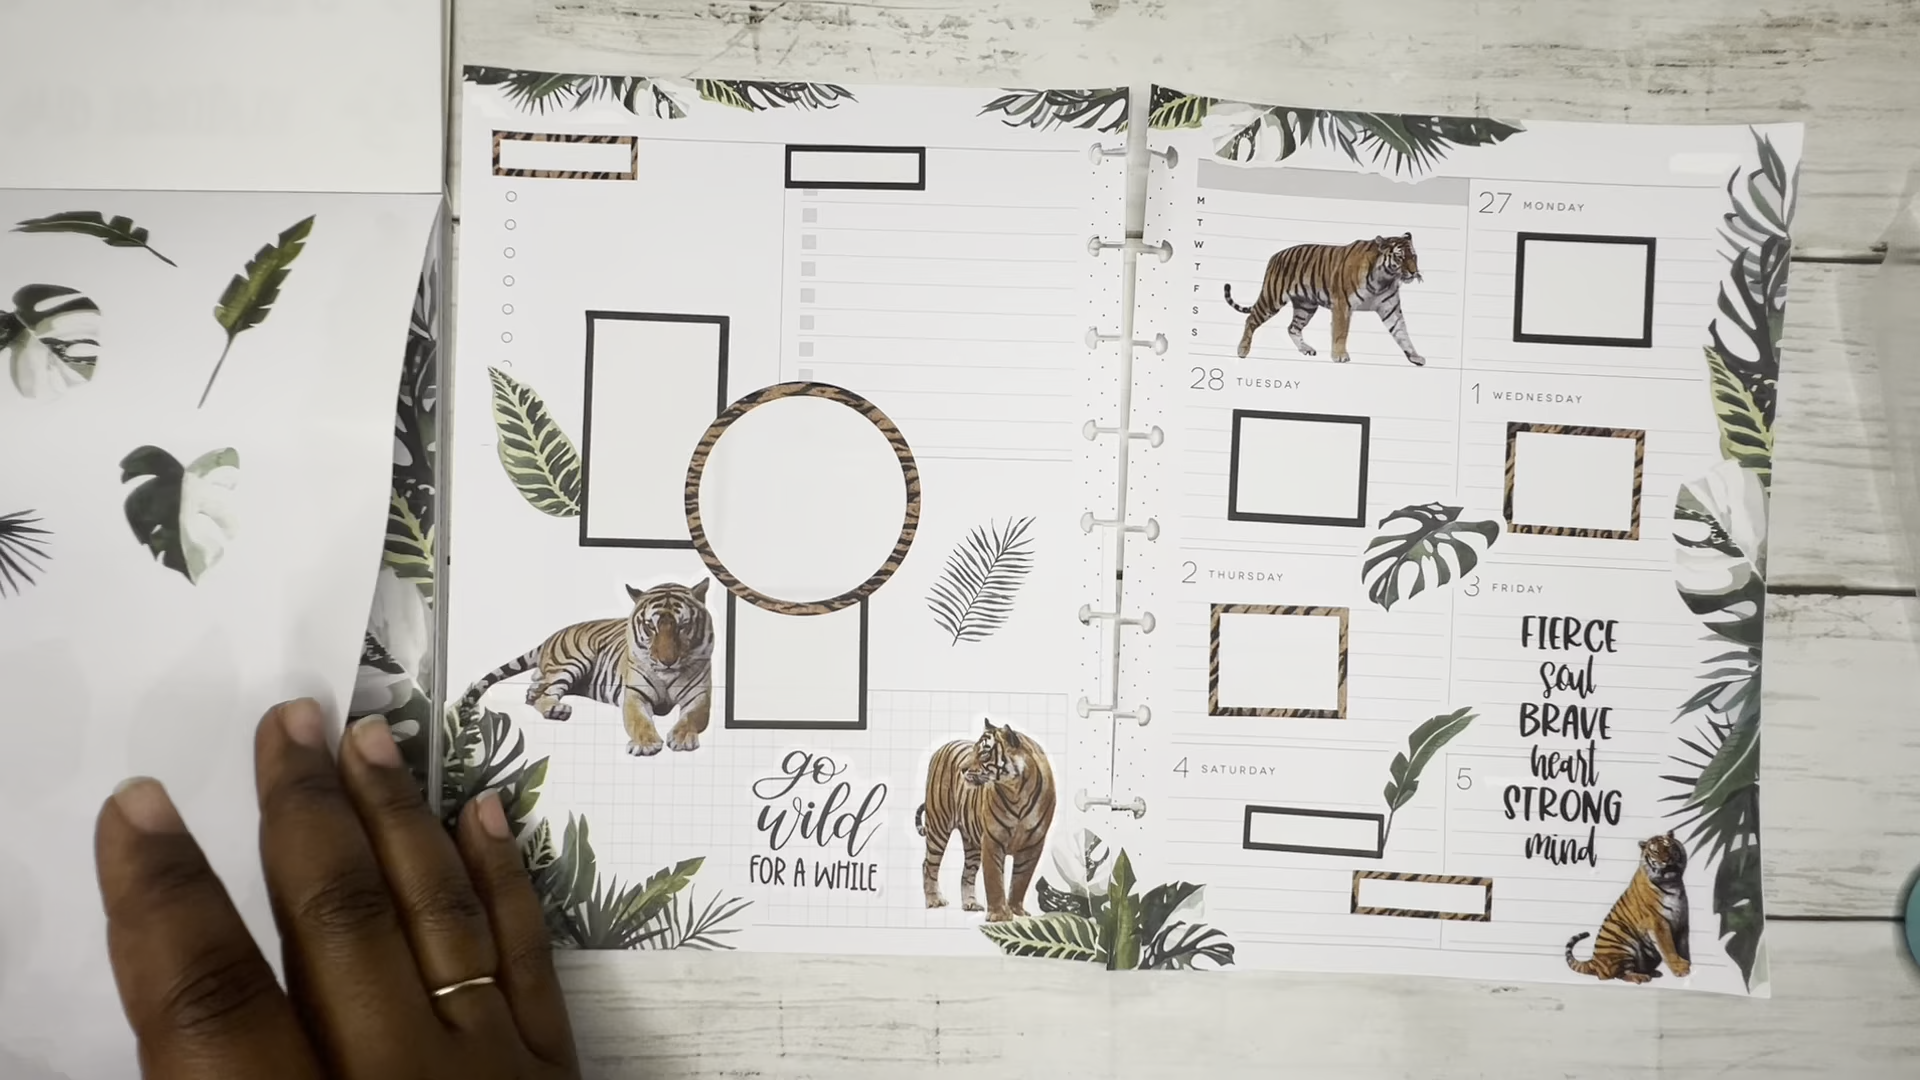 go
wild
FOR A WHILE
M
T
W
T
F
S
S
27 MONDAY
28 TUESDAY
1 WEDNESDAY
2 THURSDAY
3 FRIDAY
FIERCE
soul
BRAVE
heart
STRONG
mind
4 SATURDAY
5